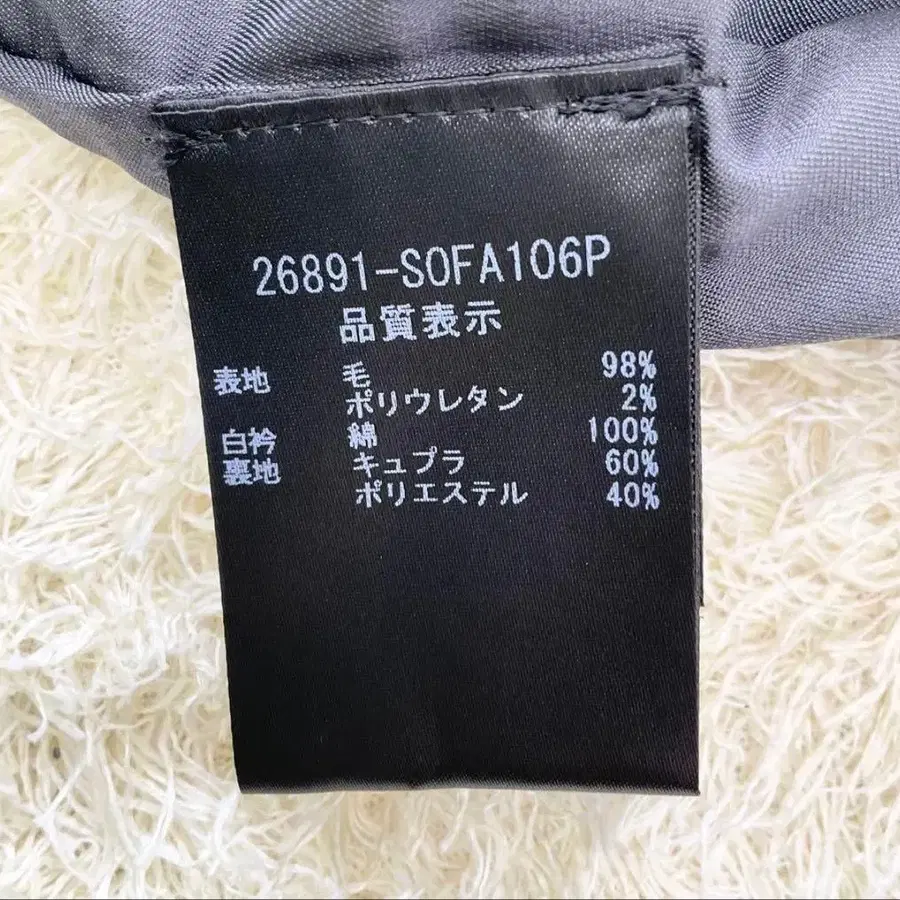 26891-SOFA106P
品質表示
表地 毛 98%
ポリウレタン 2%
白衿 綿 100%
裏地 キュプラ 60%
ポリエステル 40%